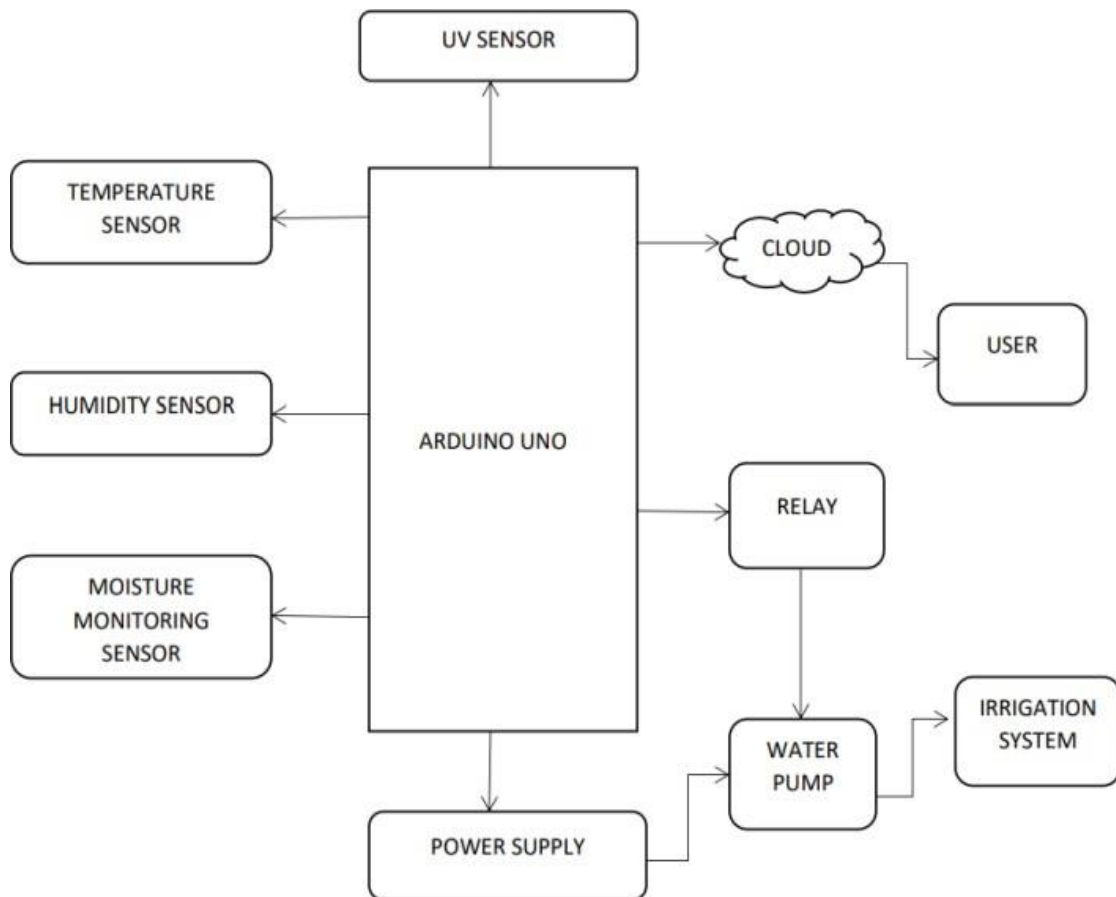 UV SENSOR
TEMPERATURE
SENSOR
CLOUD
USER
HUMIDITY SENSOR
ARDUINO UNO
RELAY
MOISTURE
MONITORING
SENSOR
IRRIGATION
SYSTEM
WATER
PUMP
POWER SUPPLY